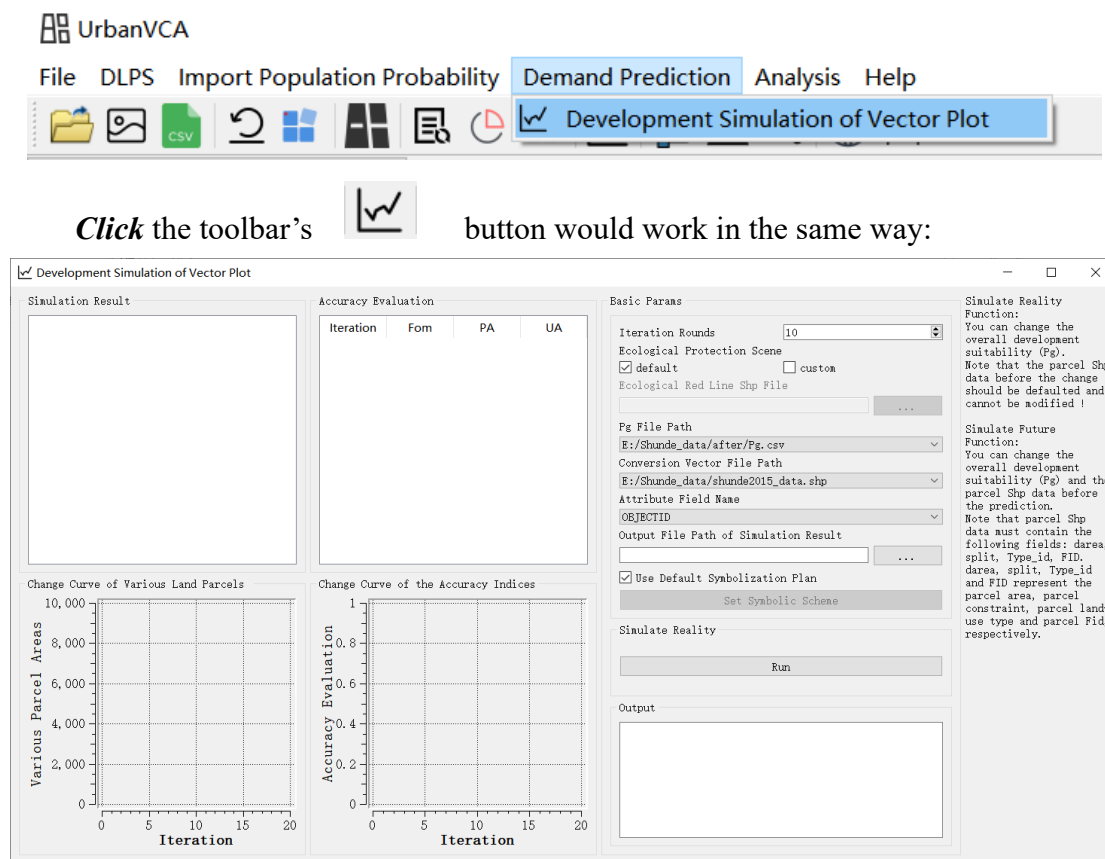 UrbanVCA
File DLPS Import Population Probability Demand Prediction Analysis Help
CSV
Development Simulation of Vector Plot
Click the toolbar's button would work in the same way:
Development Simulation of Vector Plot
Simulation Result
Accuracy Evaluation
Iteration Fom PA UA
Change Curve of Various Land Parcels
Various Parcel Areas
10,000
8,000
6,000
4,000
2,000
0
0 5 10 15 20
Iteration
Change Curve of the Accuracy Indices
Accuracy Evaluation
1
0.8
0.6
0.4
0.2
0
0 5 10 15 20
Iteration
Basic Params
Iteration Rounds 10
Ecological Protection Scene
default custom
Ecological Red Line Shp File
...
Pg File Path
E:/Shunde_data/after/Pg.csv
Conversion Vector File Path
E:/Shunde_data/shunde2015_data.shp
Attribute Field Name
OBJECTID
Output File Path of Simulation Result
...
Use Default Symbolization Plan
Set Symbolic Scheme
Simulate Reality
Run
Output
Simulate Reality
Function:
You can change the
overall development
suitability (Pg).
Note that the parcel Shp
data before the change
should be defaulted and
cannot be modified !
Simulate Future
Function:
You can change the
overall development
suitability (Pg) and the
parcel Shp data before
the prediction.
Note that parcel Shp
data must contain the
following fields: darea,
split, Type_id, FID.
darea, split, Type_id
and FID represent the
parcel area, parcel
constraint, parcel land
use type and parcel Fid
respectively.